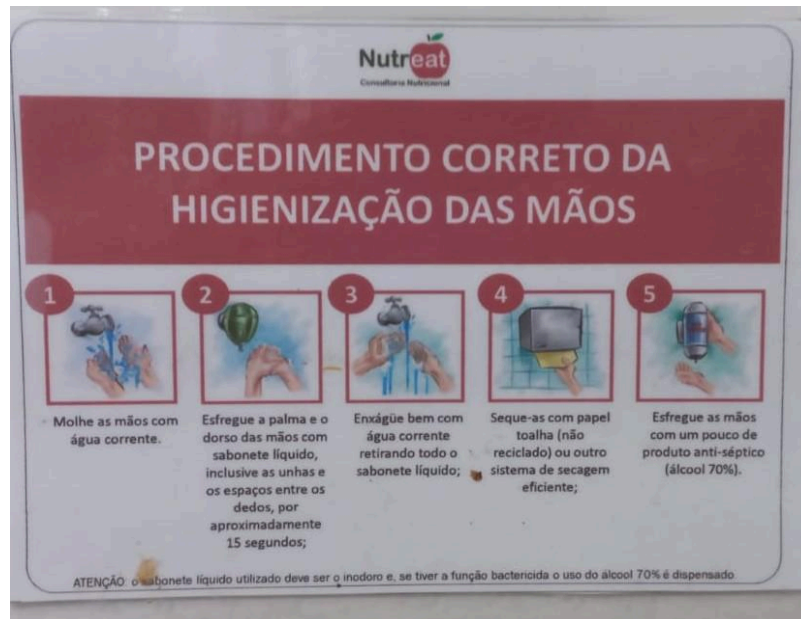 Nutreat
Consultoria Nutricional
PROCEDIMENTO CORRETO DA
HIGIENIZAÇÃO DAS MÃOS
1
Molhe as mãos com
água corrente.
2
Esfregue a palma e o
dorso das mãos com
sabonete líquido,
inclusive as unhas e
os espaços entre os
dedos, por
aproximadamente
15 segundos;
3
Enxágüe bem com
água corrente
retirando todo o
sabonete líquido;
4
Seque-as com papel
toalha (não
reciclado) ou outro
sistema de secagem
eficiente;
5
Esfregue as mãos
com um pouco de
produto anti-séptico
(álcool 70%).
ATENÇÃO: o sabonete líquido utilizado deve ser o inodoro e, se tiver a função bactericida o uso do álcool 70% é dispensado